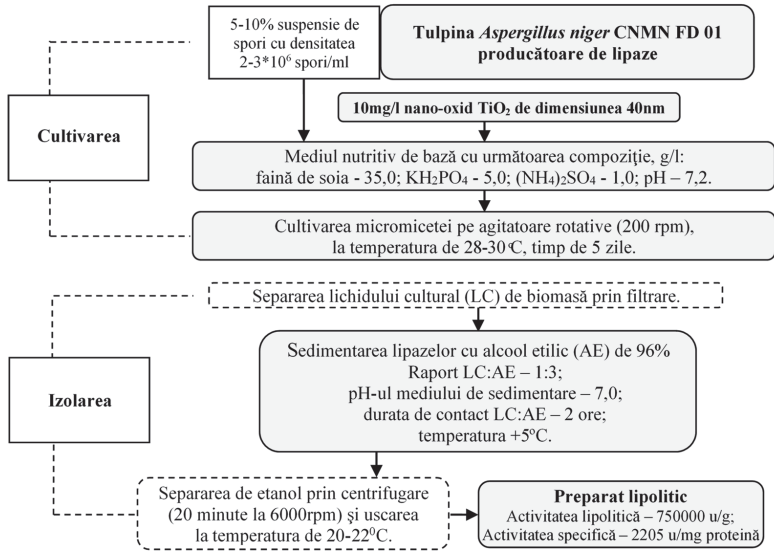 5-10% suspensie de
spori cu densitatea
2-3*10⁶ spori/ml
Tulpina Aspergillus niger CNMN FD 01
producătoare de lipaze
Cultivarea
10mg/l nano-oxid TiO₂ de dimensiunea 40nm
Mediul nutritiv de bază cu următoarea compoziţie, g/l:
faină de soia - 35,0; KH₂PO₄ - 5,0; (NH₄)₂SO₄ - 1,0; pH – 7,2.
Cultivarea micromicetei pe agitatoare rotative (200 rpm),
la temperatura de 28-30°C, timp de 5 zile.
Separarea lichidului cultural (LC) de biomasă prin filtrare.
Izolarea
Sedimentarea lipazelor cu alcool etilic (AE) de 96%
Raport LC:AE – 1:3;
pH-ul mediului de sedimentare – 7,0;
durata de contact LC:AE – 2 ore;
temperatura +5⁰C.
Separarea de etanol prin centrifugare
(20 minute la 6000rpm) şi uscarea
la temperatura de 20-22⁰C.
Preparat lipolitic
Activitatea lipolitică – 750000 u/g;
Activitatea specifică – 2205 u/mg proteină